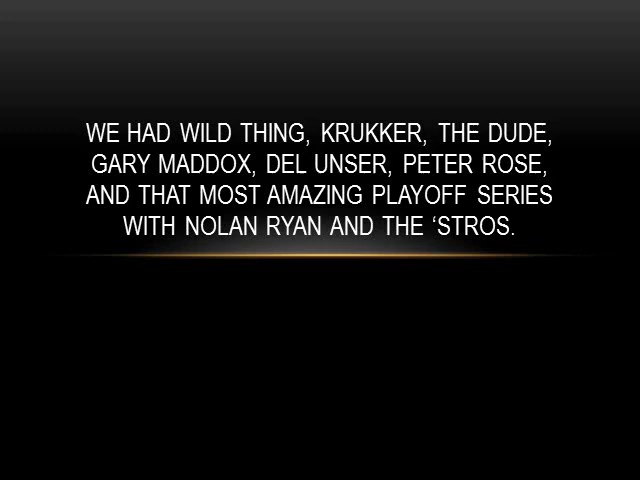 WE HAD WILD THING, KRUKKER, THE DUDE,
GARY MADDOX, DEL UNSER, PETER ROSE,
AND THAT MOST AMAZING PLAYOFF SERIES
WITH NOLAN RYAN AND THE ‘STROS.